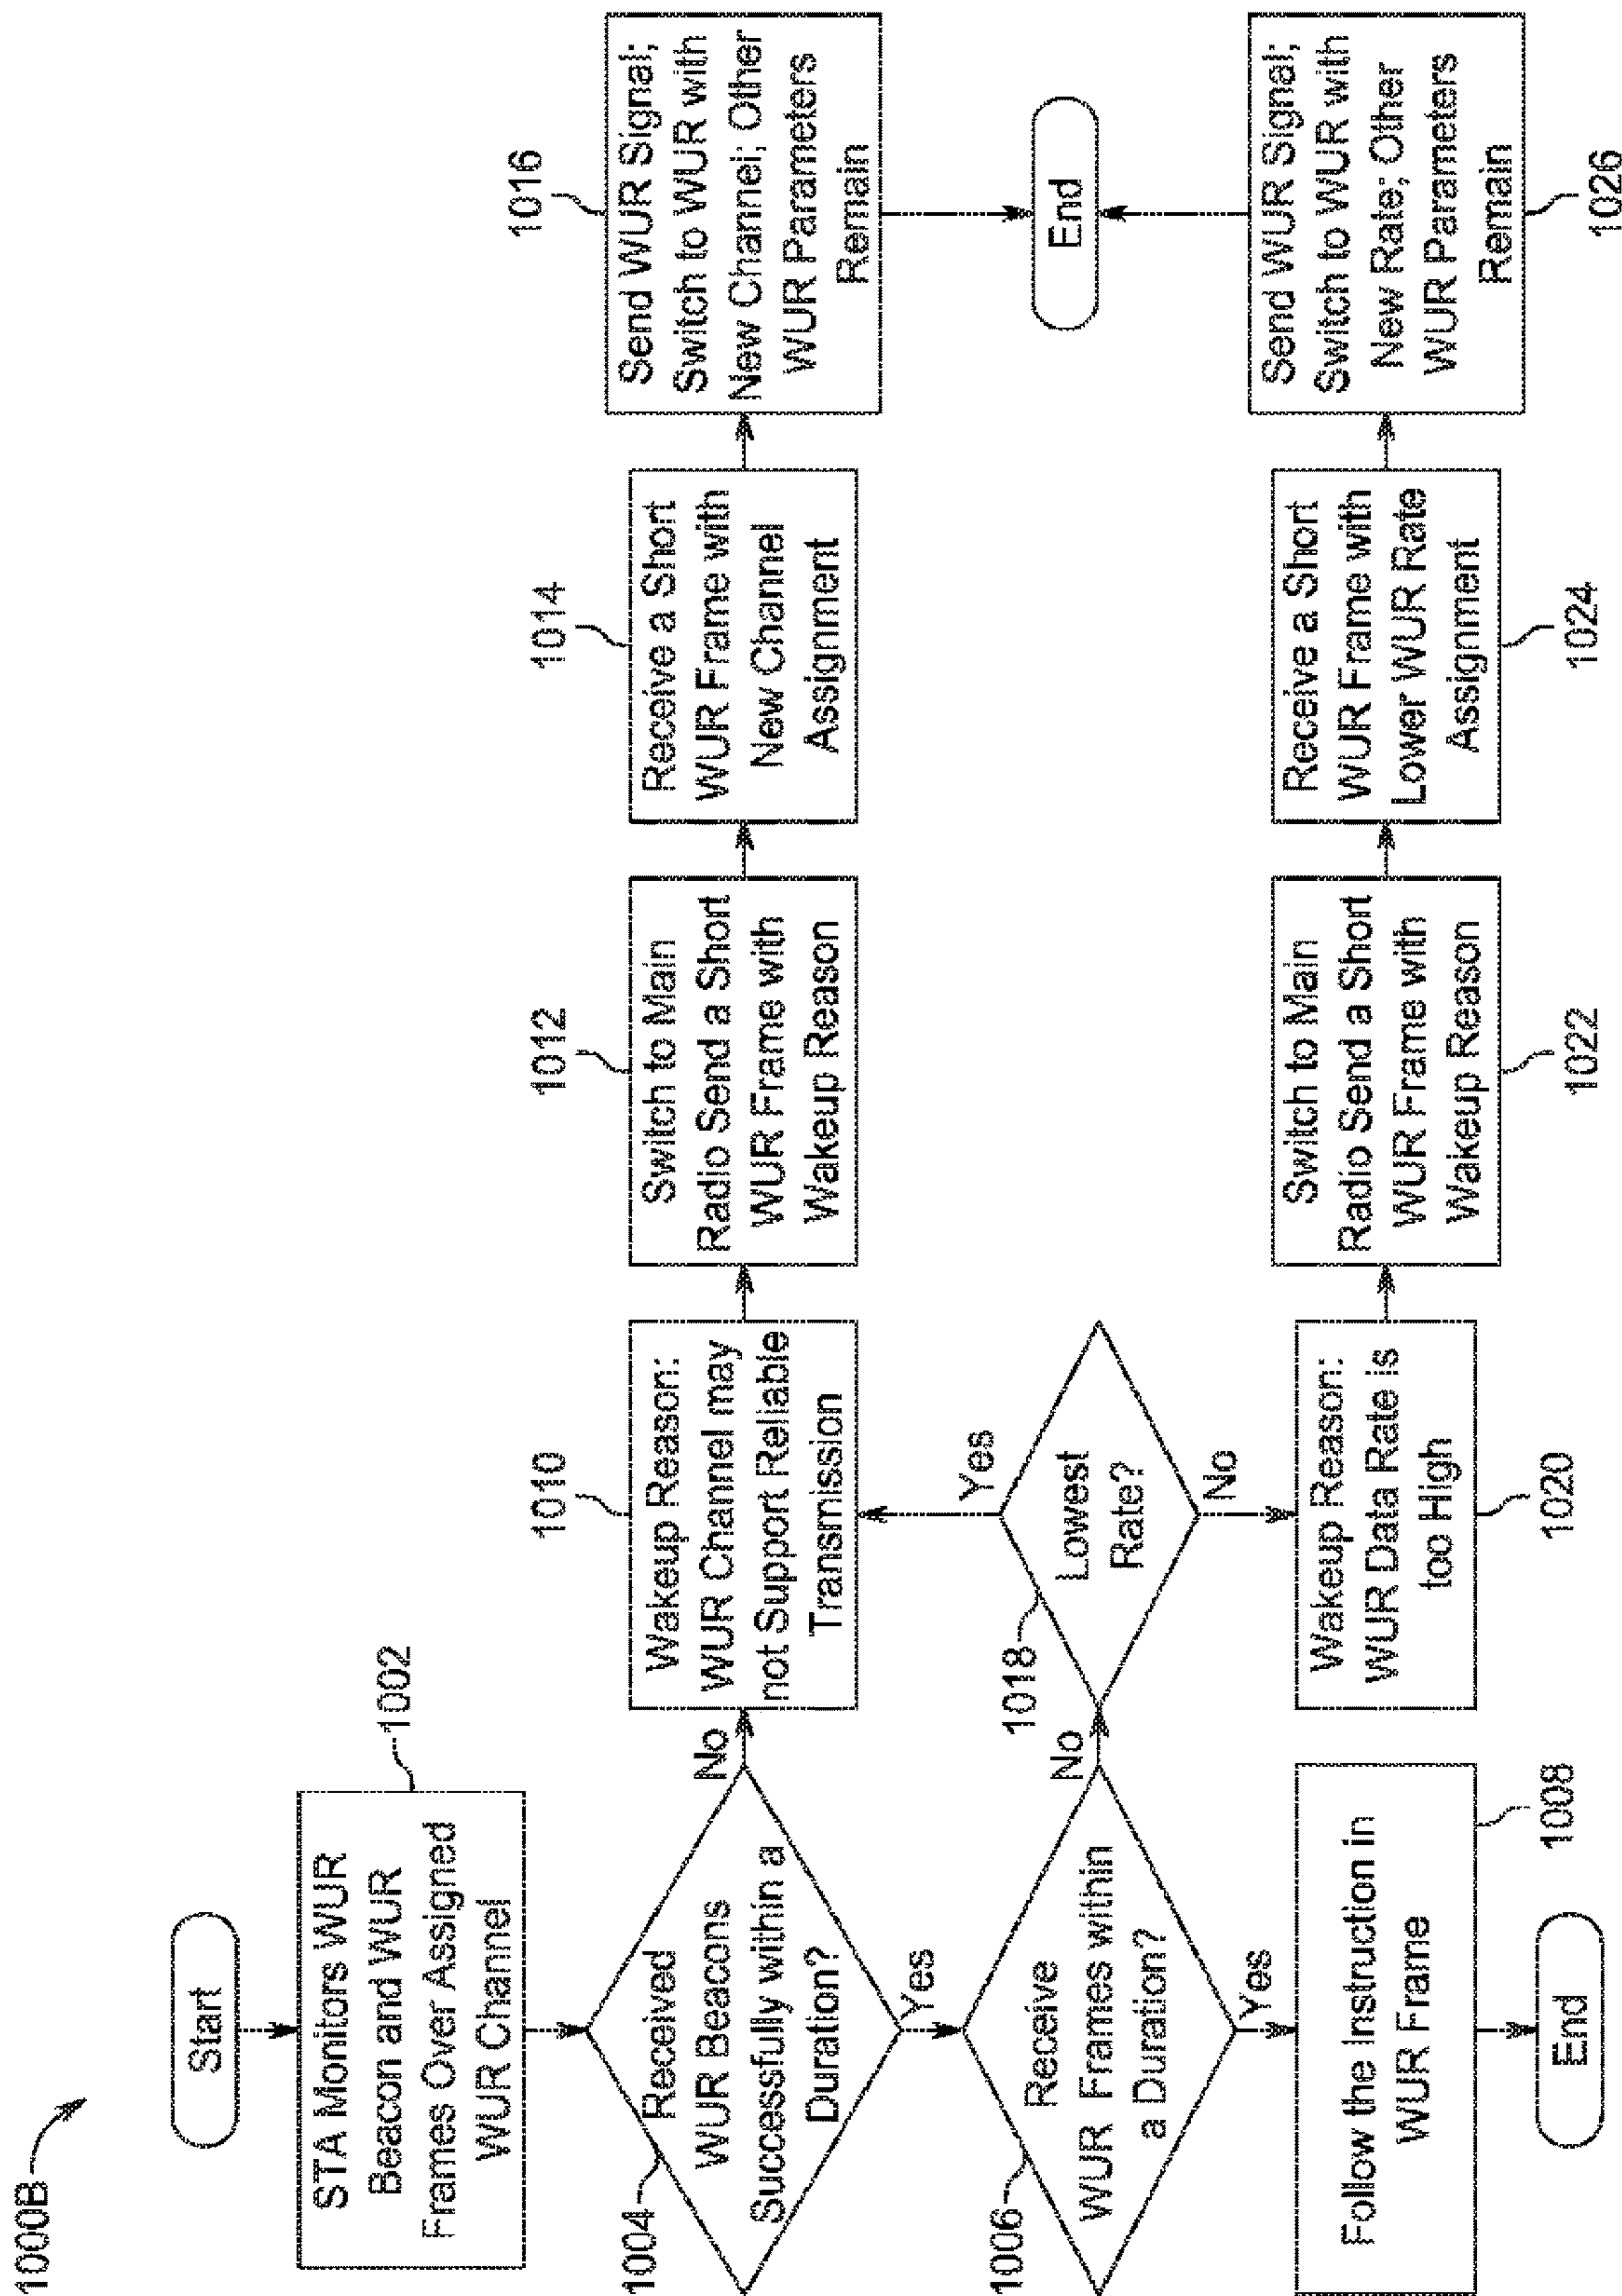 1000B
Start
STA Monitors WUR
Beacon and WUR
Frames Over Assigned
WUR Channel
1002
1004
Received
WUR Beacons
Successfully within a
Duration?
No
Yes
1006
Receive
WUR Frames within
a Duration?
No
Yes
Follow the Instruction in
WUR Frame
1008
End
1010
Wakeup Reason:
WUR Channel may
not Support Reliable
Transmission
1012
Switch to Main
Radio Send a Short
WUR Frame with
Wakeup Reason
1014
Receive a Short
WUR Frame with
New Channel
Assignment
1016
Send WUR Signal;
Switch to WUR with
New Channel; Other
WUR Parameters
Remain
End
1018
Lowest
Rate?
Yes
No
Wakeup Reason:
WUR Data Rate is
too High
1020
Switch to Main
Radio Send a Short
WUR Frame with
Wakeup Reason
1022
Receive a Short
WUR Frame with
Lower WUR Rate
Assignment
1024
Send WUR Signal;
Switch to WUR with
New Rate; Other
WUR Parameters
Remain
1026